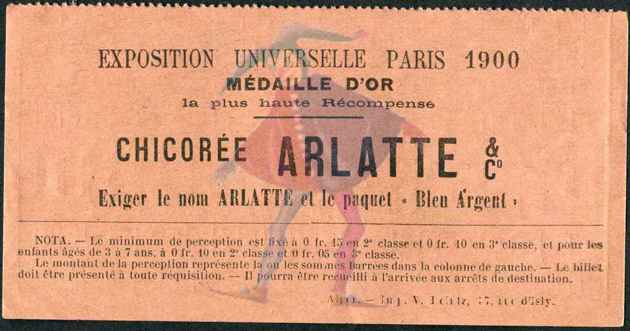 EXPOSITION UNIVERSELLE PARIS 1900
MÉDAILLE D'OR
la plus haute Récompense
CHICORÉE ARLATTE & Cº
Exiger le nom ARLATTE et le paquet « Bleu Argent »
NOTA. — Le minimum de perception est fixé à 0 fr. 15 en 2e classe et 0 fr. 10 en 3e classe, et pour les
enfants âgés de 3 à 7 ans, à 0 fr. 10 en 2e classe et 0 fr. 05 en 3e classe.
Le montant de la perception représente la ou les sommes barrées dans la colonne de gauche. — Le billet
doit être présenté à toute réquisition. — Il pourra être recueilli à l'arrivée aux arrêts de destination.
Imp. V. rue d'Isly.